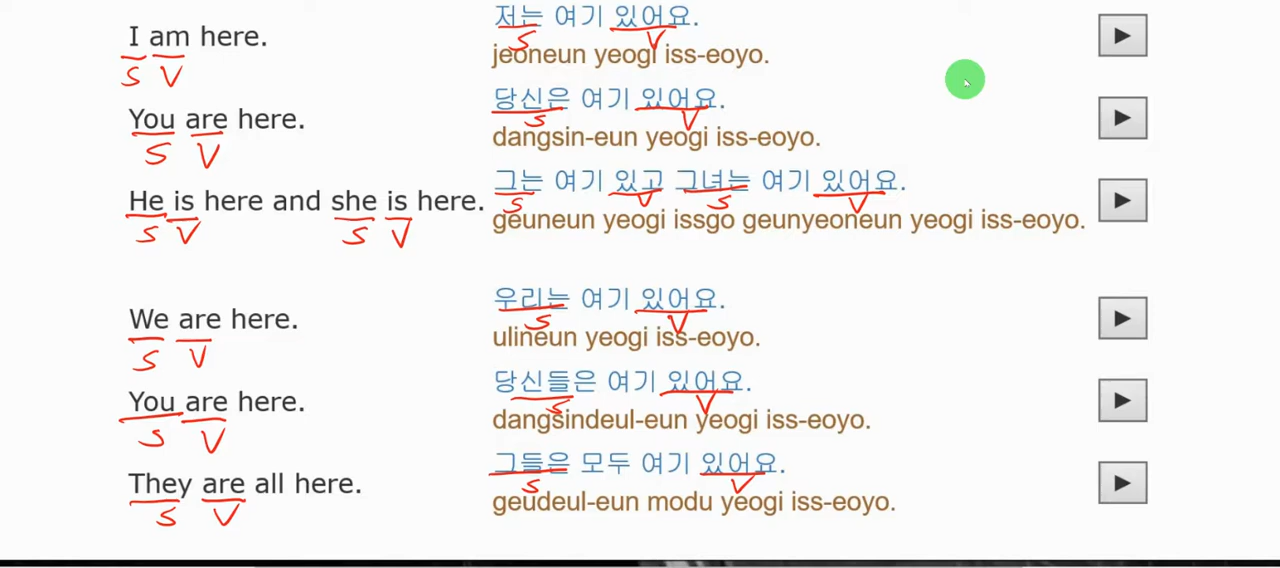 I am here.
S V
저는 여기 있어요.
S V
jeoneun yeogi iss-eoyo.
You are here.
S V
당신은 여기 있어요.
S V
dangsin-eun yeogi iss-eoyo.
He is here and she is here.
S V S V
그는 여기 있고 그녀는 여기 있어요.
S V S V
geuneun yeogi issgo geunyeoneun yeogi iss-eoyo.
We are here.
S V
우리는 여기 있어요.
S V
ulineun yeogi iss-eoyo.
You are here.
S V
당신들은 여기 있어요.
S V
dangsindeul-eun yeogi iss-eoyo.
They are all here.
S V
그들은 모두 여기 있어요.
S V
geudeul-eun modu yeogi iss-eoyo.